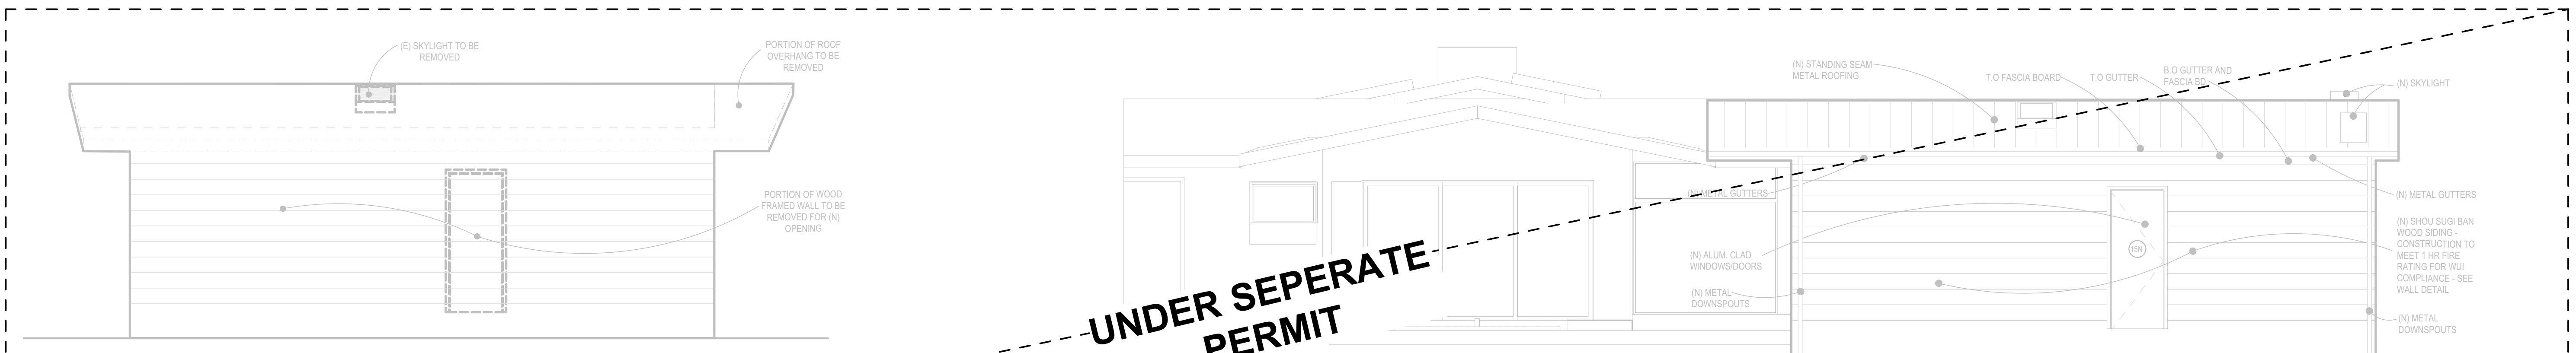 (E) SKYLIGHT TO BE
REMOVED
PORTION OF ROOF
OVERHANG TO BE
REMOVED
PORTION OF WOOD
FRAMED WALL TO BE
REMOVED FOR (N)
OPENING
UNDER SEPERATE
PERMIT
(N) STANDING SEAM
METAL ROOFING
T.O FASCIA BOARD
T.O GUTTER
B.O GUTTER AND
FASCIA BD
(N) SKYLIGHT
(N) METAL GUTTERS
(N) METAL GUTTERS
(N) ALUM. CLAD
WINDOWS/DOORS
15N
(N) SHOU SUGI BAN
WOOD SIDING -
CONSTRUCTION TO
MEET 1 HR FIRE
RATING FOR WUI
COMPLIANCE - SEE
WALL DETAIL
(N) METAL
DOWNSPOUTS
(N) METAL
DOWNSPOUTS